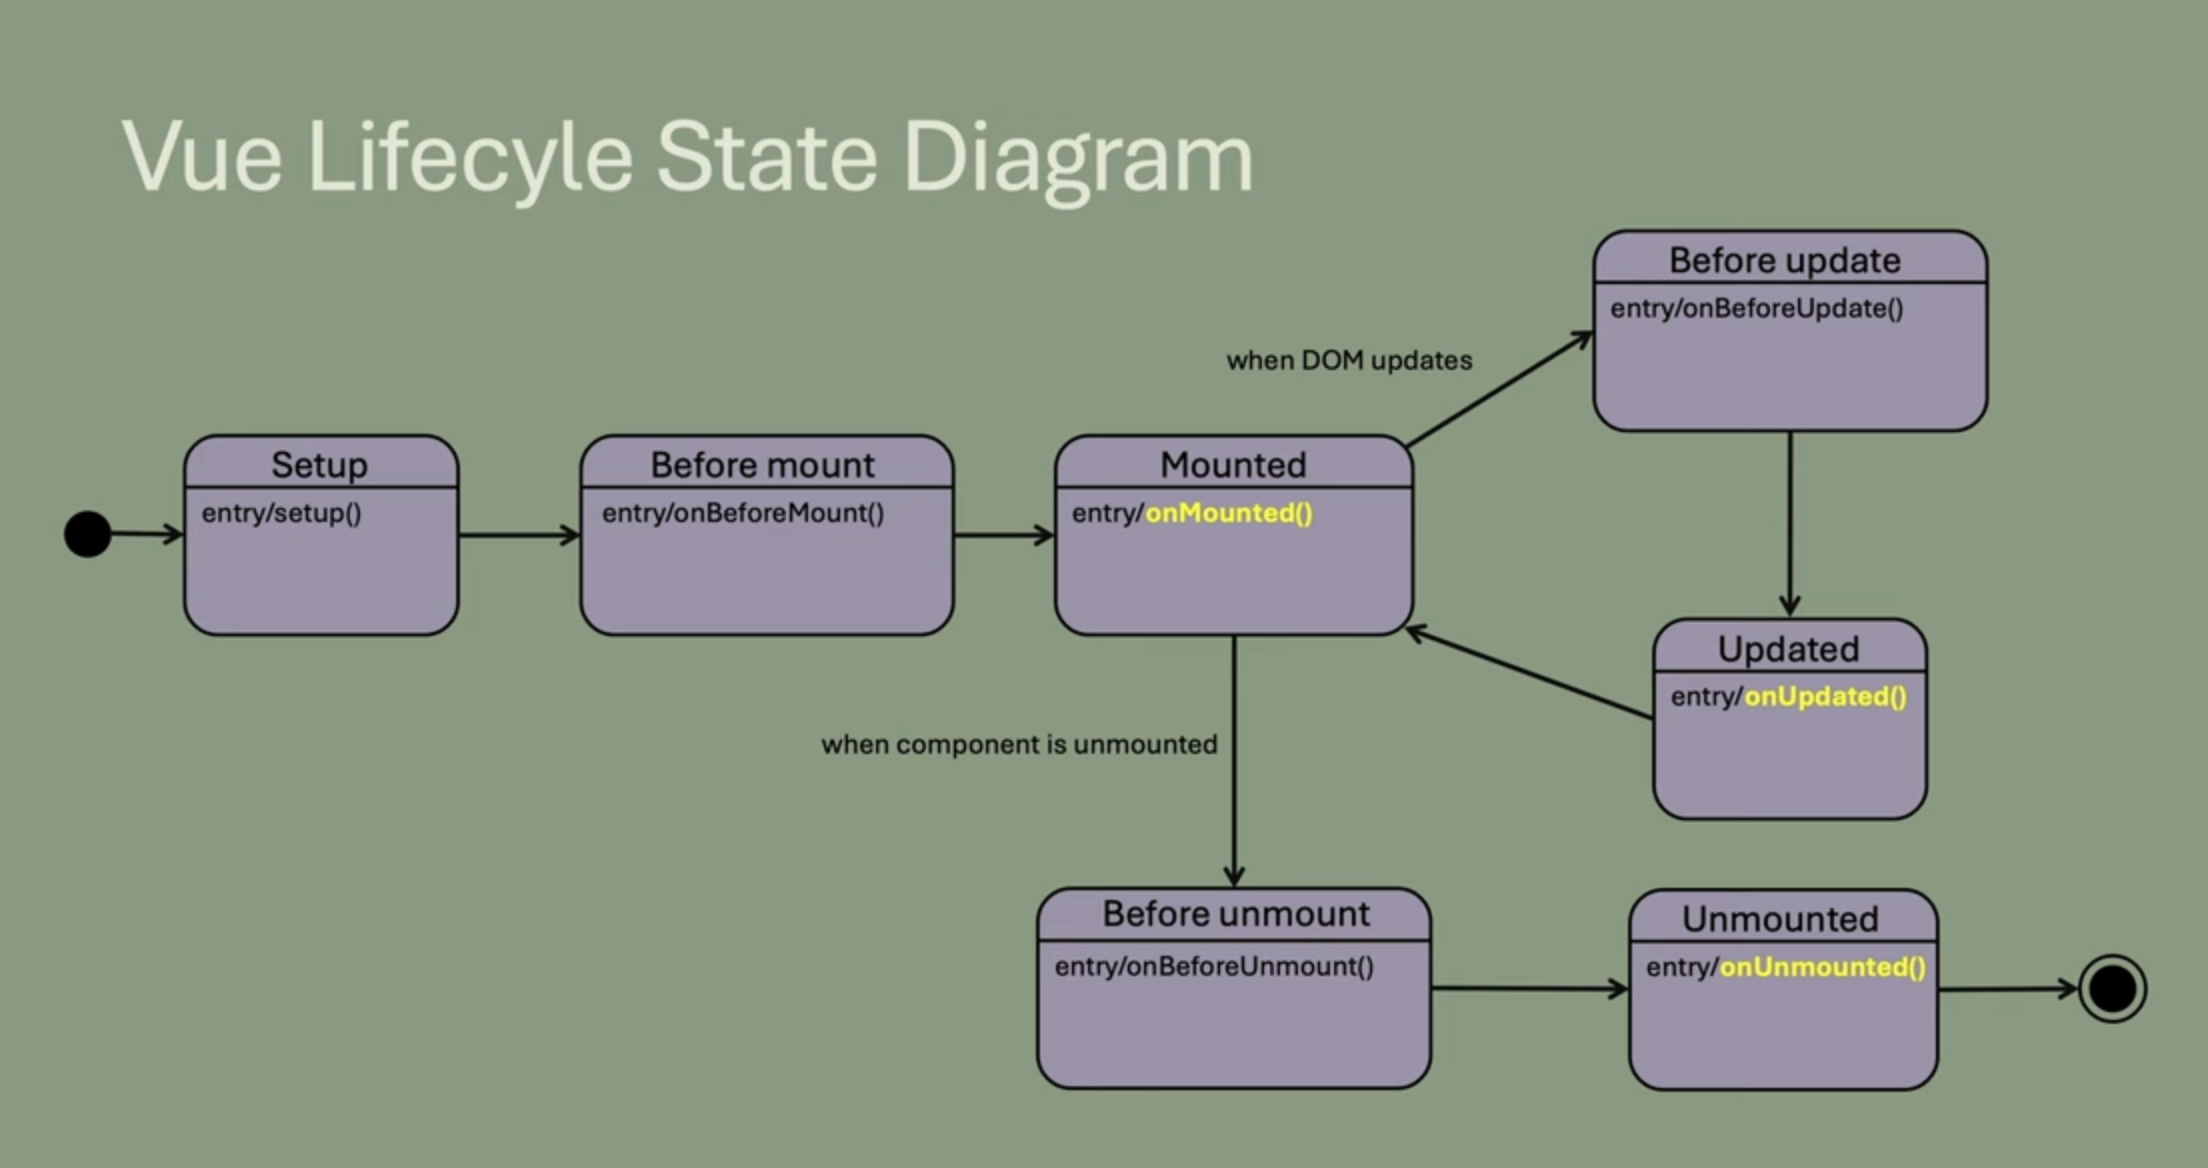 Vue Lifecyle State Diagram
Before update
entry/onBeforeUpdate()
when DOM updates
Setup
entry/setup()
Before mount
entry/onBeforeMount()
Mounted
entry/onMounted()
Updated
entry/onUpdated()
when component is unmounted
Before unmount
entry/onBeforeUnmount()
Unmounted
entry/onUnmounted()